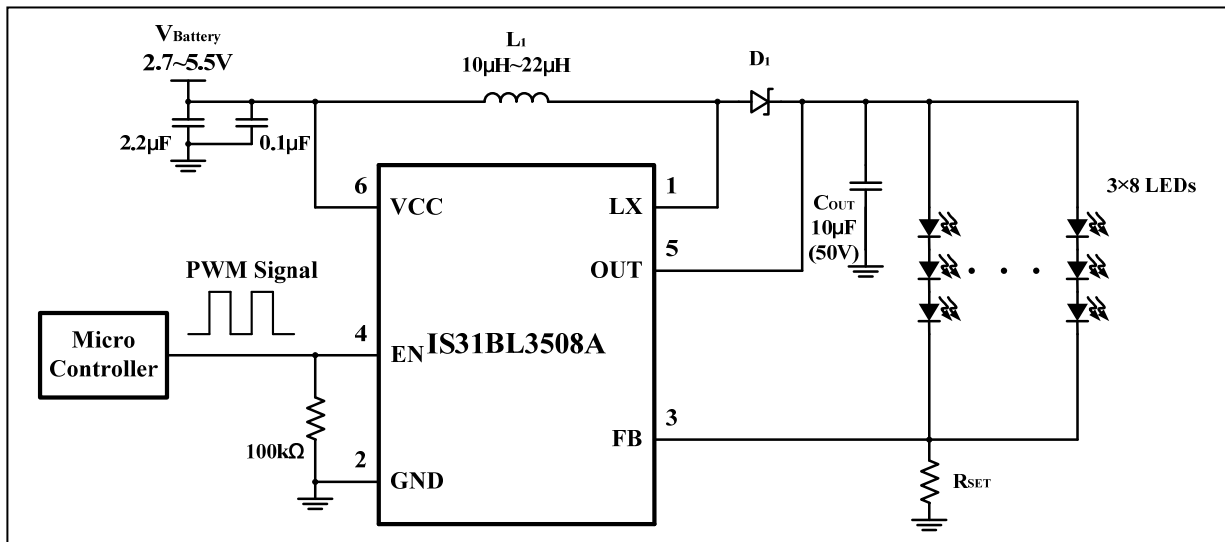 VBattery
2.7~5.5V
L1
10µH~22µH
D1
2.2µF
0.1µF
6
VCC
1
LX
3×8 LEDs
COUT
10µF
(50V)
5
OUT
PWM Signal
Micro
Controller
4
EN
IS31BL3508A
3
FB
100kΩ
2
GND
RSET